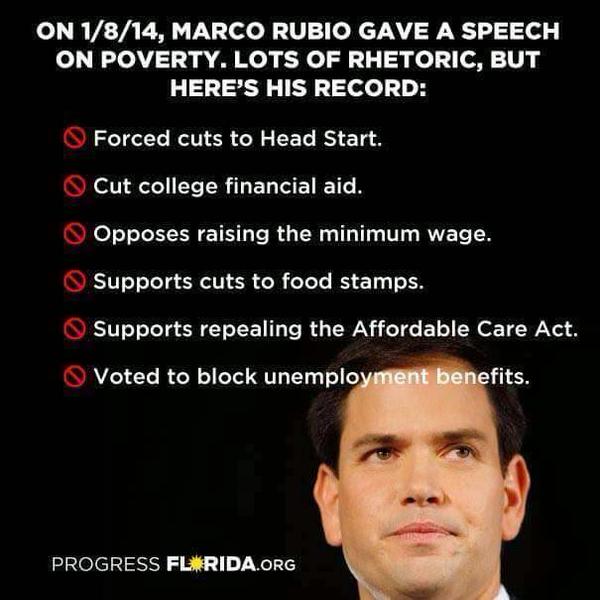 ON 1/8/14, MARCO RUBIO GAVE A SPEECH
ON POVERTY. LOTS OF RHETORIC, BUT
HERE'S HIS RECORD:
Forced cuts to Head Start.
Cut college financial aid.
Opposes raising the minimum wage.
Supports cuts to food stamps.
Supports repealing the Affordable Care Act.
Voted to block unemployment benefits.
PROGRESS FLORIDA.ORG